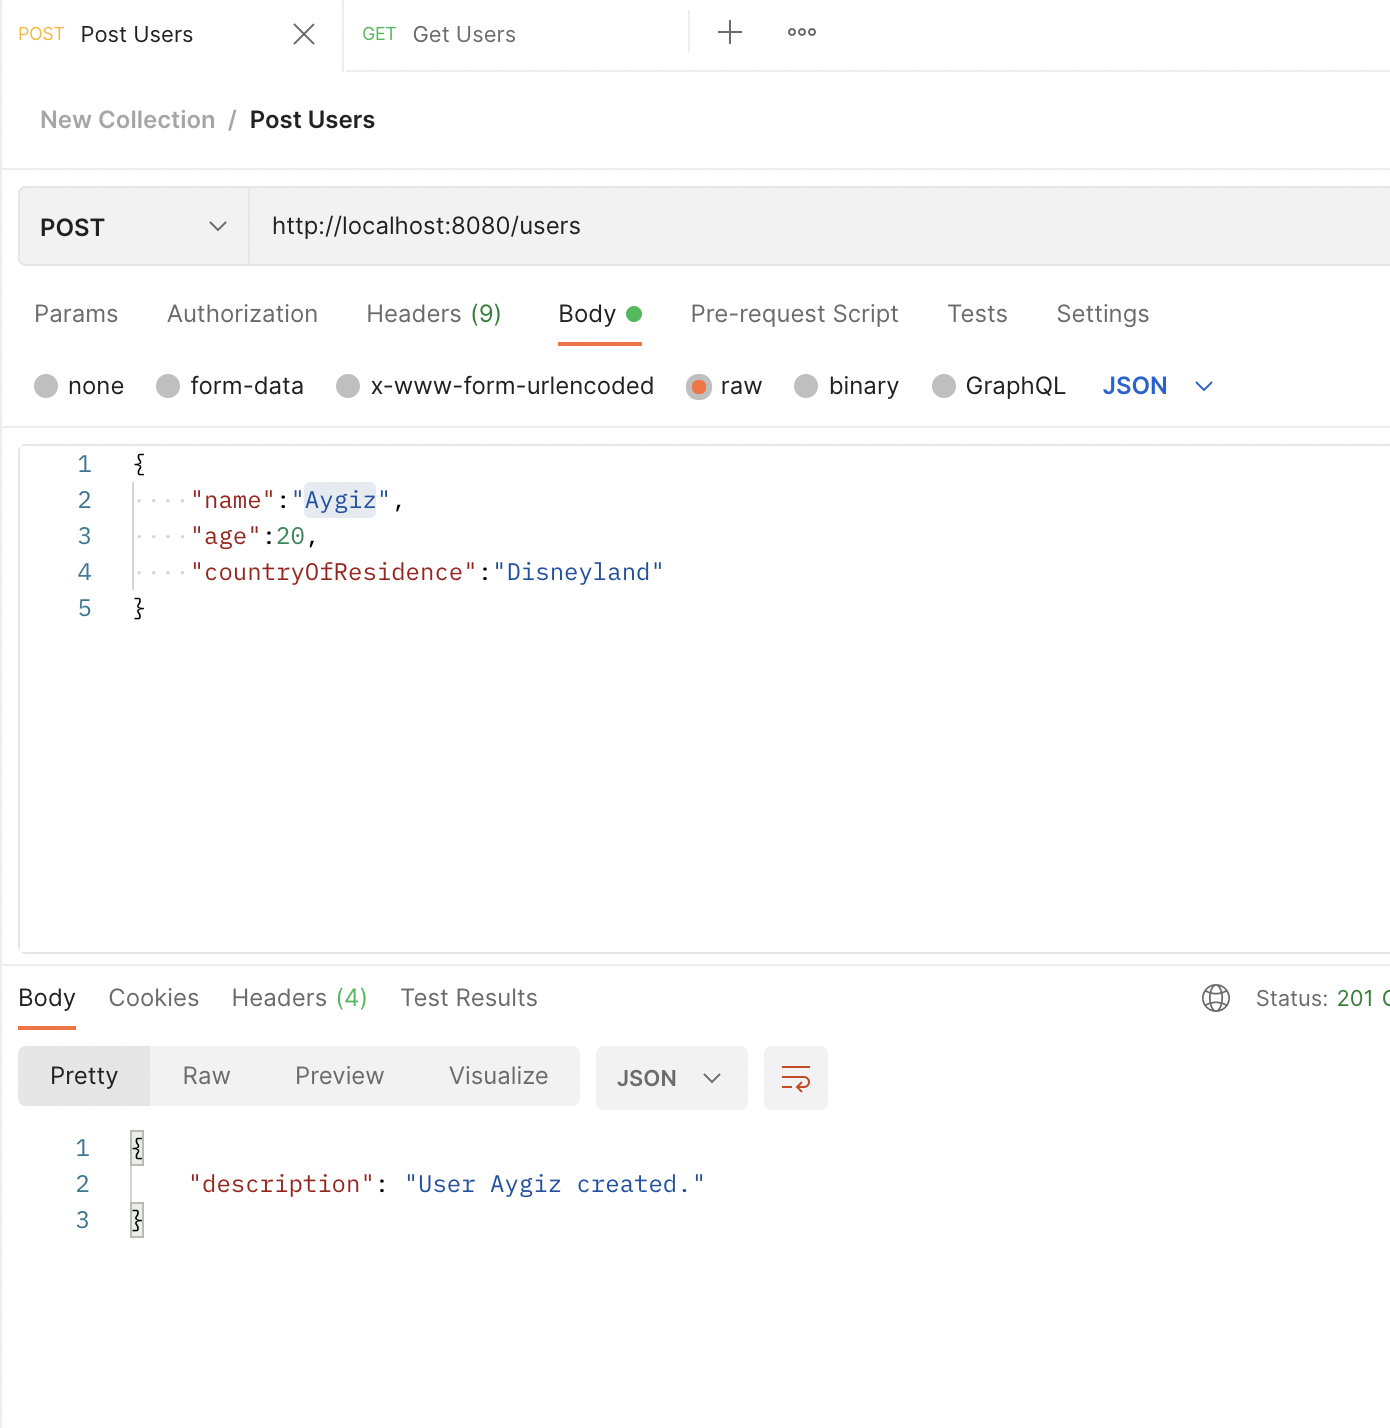 POST Post Users GET Get Users
New Collection / Post Users
POST http://localhost:8080/users
Params Authorization Headers (9) Body Pre-request Script Tests Settings
none form-data x-www-form-urlencoded raw binary GraphQL JSON
1 {
2 "name":"Aygiz",
3 "age":20,
4 "countryOfResidence":"Disneyland"
5 }
Body Cookies Headers (4) Test Results Status: 201
Pretty Raw Preview Visualize JSON
1 {
2 "description": "User Aygiz created."
3 }